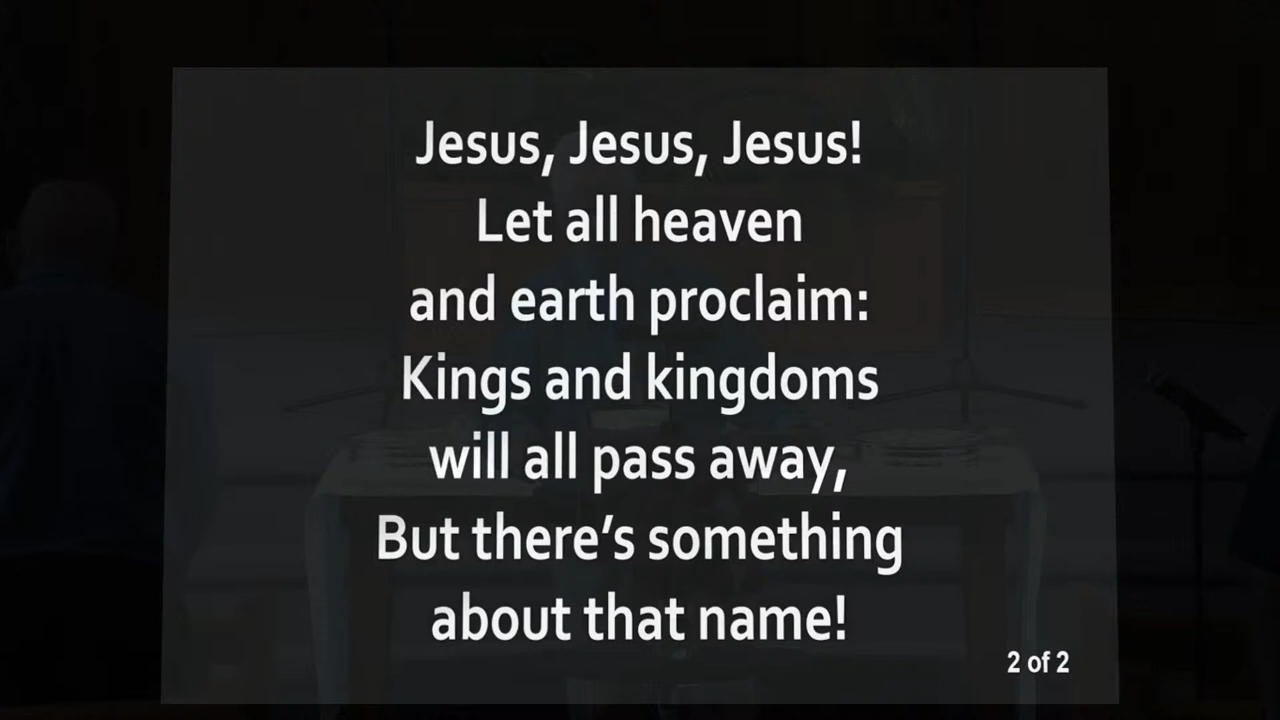 Jesus, Jesus, Jesus!
Let all heaven
and earth proclaim:
Kings and kingdoms
will all pass away,
But there’s something
about that name!
2 of 2